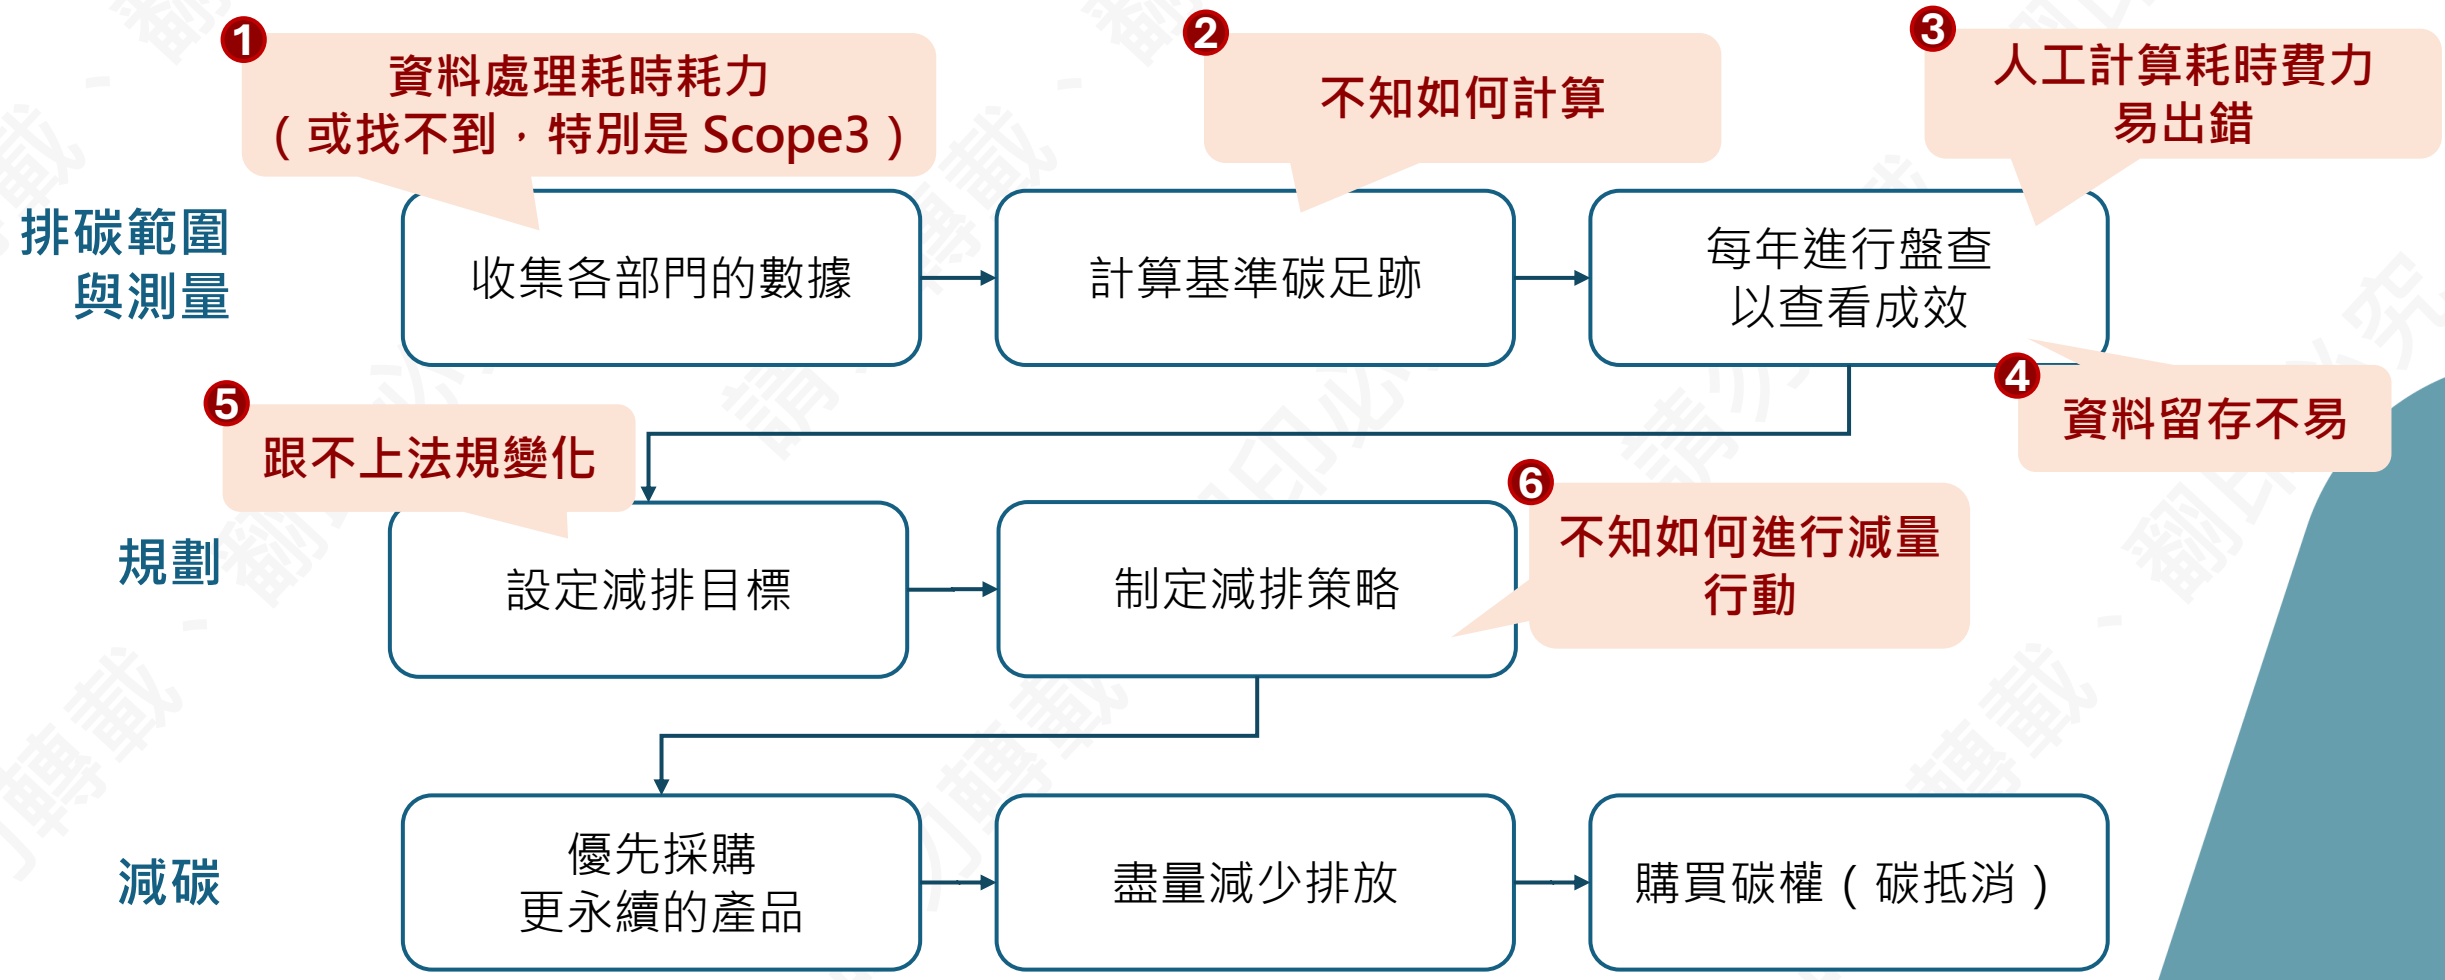 ❶
資料處理耗時耗力
（或找不到，特別是 Scope3）
❷
不知如何計算
❸
人工計算耗時費力
易出錯
排碳範圍
與測量
收集各部門的數據
計算基準碳足跡
每年進行盤查
以查看成效
❹
資料留存不易
❺
跟不上法規變化
規劃
設定減排目標
制定減排策略
❻
不知如何進行減量
行動
減碳
優先採購
更永續的產品
盡量減少排放
購買碳權（碳抵消）